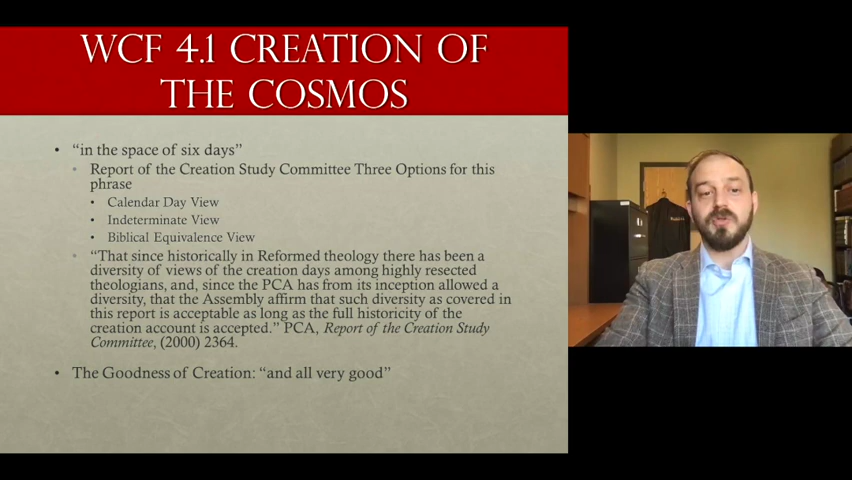 WCF 4.1 CREATION OF
THE COSMOS
• "in the space of six days"
• Report of the Creation Study Committee Three Options for this
phrase
• Calendar Day View
• Indeterminate View
• Biblical Equivalence View
• "That since historically in Reformed theology there has been a
diversity of views of the creation days among highly resected
theologians, and, since the PCA has from its inception allowed a
diversity, that the Assembly affirm that such diversity as covered in
this report is acceptable as long as the full historicity of the
creation account is accepted." PCA, Report of the Creation Study
Committee, (2000) 2364.
• The Goodness of Creation: "and all very good"